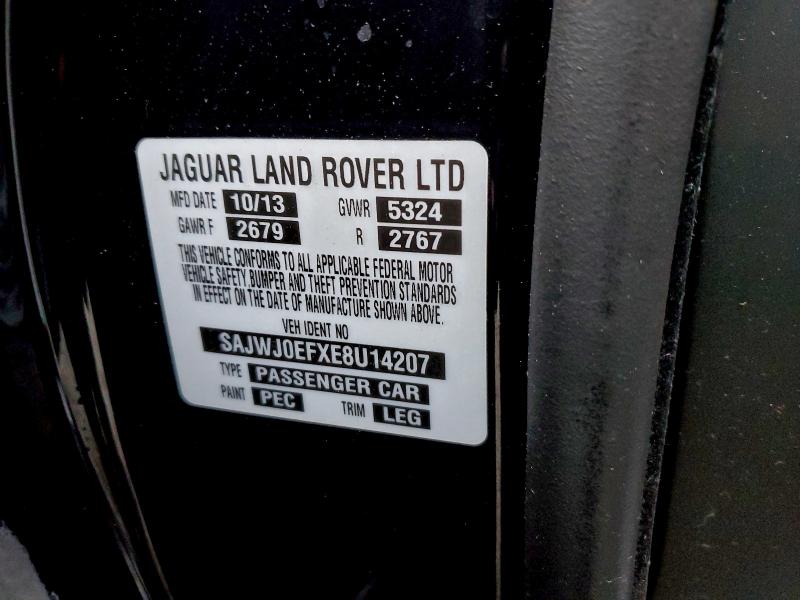 JAGUAR LAND ROVER LTD
MFD DATE 10/13 GVWR 5324
GAWR F 2679 R 2767
THIS VEHICLE CONFORMS TO ALL APPLICABLE FEDERAL MOTOR
VEHICLE SAFETY, BUMPER AND THEFT PREVENTION STANDARDS
IN EFFECT ON THE DATE OF MANUFACTURE SHOWN ABOVE.
VEH IDENT NO
SAJWJ0EFXE8U14207
TYPE PASSENGER CAR
PAINT PEC TRIM LEG